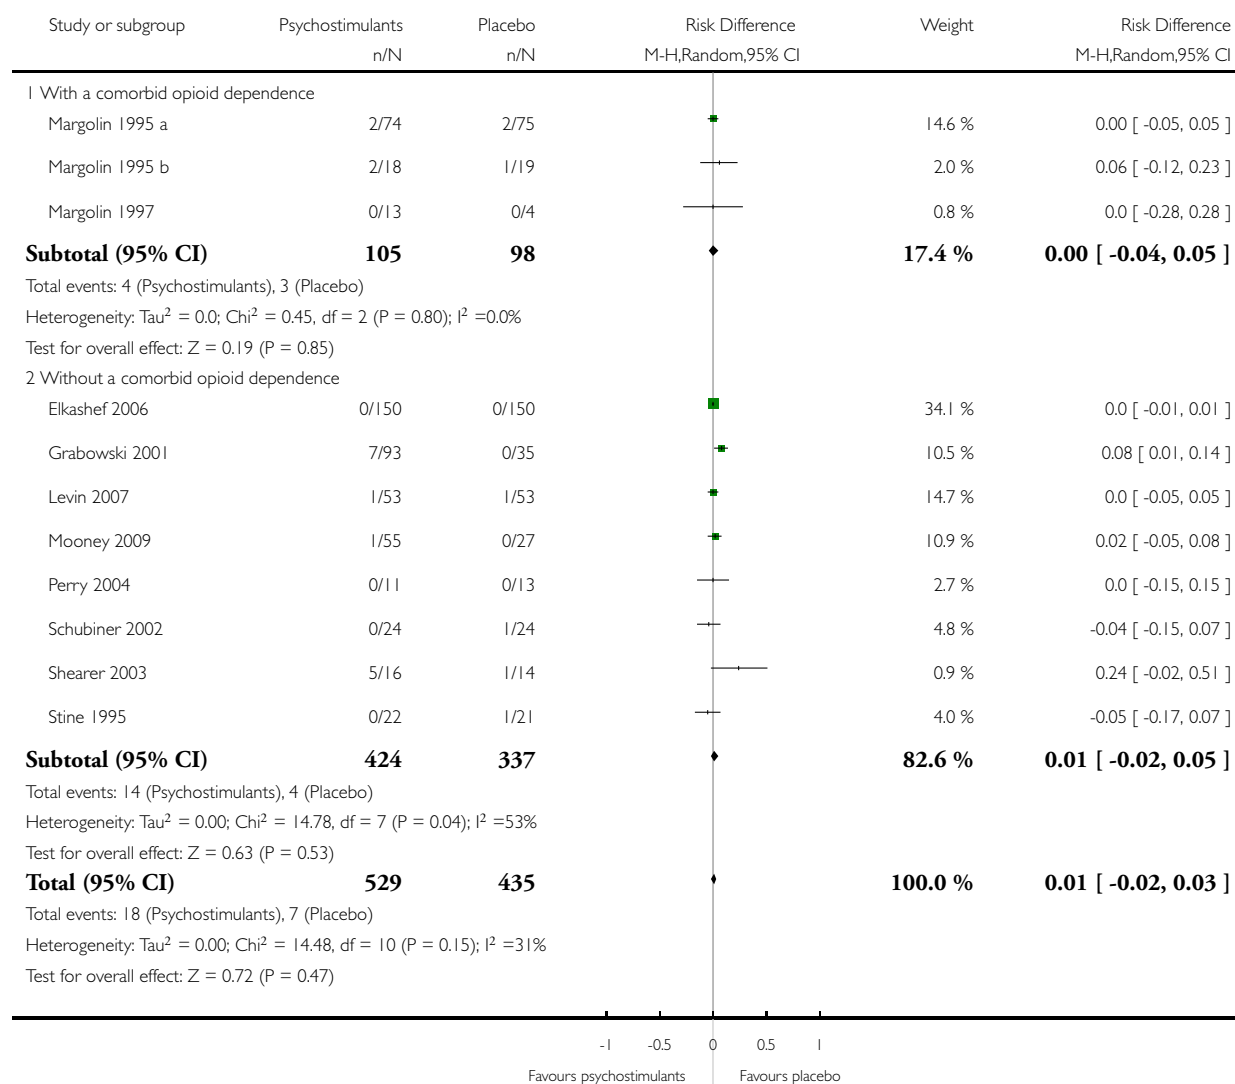 Study or subgroup Psychostimulants Placebo Risk Difference Weight Risk Difference
n/N n/N M-H,Random,95% CI M-H,Random,95% CI
1 With a comorbid opioid dependence
Margolin 1995 a 2/74 2/75 14.6 % 0.00 [ -0.05, 0.05 ]
Margolin 1995 b 2/18 1/19 2.0 % 0.06 [ -0.12, 0.23 ]
Margolin 1997 0/13 0/4 0.8 % 0.0 [ -0.28, 0.28 ]
Subtotal (95% CI) 105 98 17.4 % 0.00 [ -0.04, 0.05 ]
Total events: 4 (Psychostimulants), 3 (Placebo)
Heterogeneity: Tau² = 0.0; Chi² = 0.45, df = 2 (P = 0.80); I² =0.0%
Test for overall effect: Z = 0.19 (P = 0.85)
2 Without a comorbid opioid dependence
Elkashef 2006 0/150 0/150 34.1 % 0.0 [ -0.01, 0.01 ]
Grabowski 2001 7/93 0/35 10.5 % 0.08 [ 0.01, 0.14 ]
Levin 2007 1/53 1/53 14.7 % 0.0 [ -0.05, 0.05 ]
Mooney 2009 1/55 0/27 10.9 % 0.02 [ -0.05, 0.08 ]
Perry 2004 0/11 0/13 2.7 % 0.0 [ -0.15, 0.15 ]
Schubiner 2002 0/24 1/24 4.8 % -0.04 [ -0.15, 0.07 ]
Shearer 2003 5/16 1/14 0.9 % 0.24 [ -0.02, 0.51 ]
Stine 1995 0/22 1/21 4.0 % -0.05 [ -0.17, 0.07 ]
Subtotal (95% CI) 424 337 82.6 % 0.01 [ -0.02, 0.05 ]
Total events: 14 (Psychostimulants), 4 (Placebo)
Heterogeneity: Tau² = 0.00; Chi² = 14.78, df = 7 (P = 0.04); I² =53%
Test for overall effect: Z = 0.63 (P = 0.53)
Total (95% CI) 529 435 100.0 % 0.01 [ -0.02, 0.03 ]
Total events: 18 (Psychostimulants), 7 (Placebo)
Heterogeneity: Tau² = 0.00; Chi² = 14.48, df = 10 (P = 0.15); I² =31%
Test for overall effect: Z = 0.72 (P = 0.47)
-1 -0.5 0 0.5 1
Favours psychostimulants Favours placebo